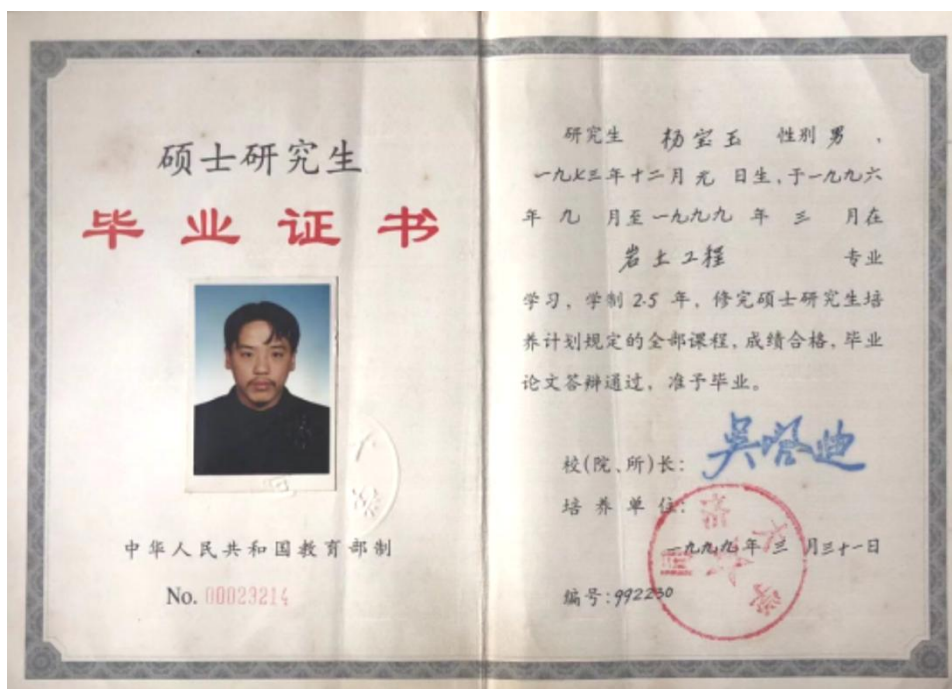 硕士研究生
毕业证书
中华人民共和国教育部制
No. 00023214
研究生 杨宝玉 性别 男 ,
一九七三年十二月 元 日生,于一九九六
年 九 月至一九九九 年 三 月在
岩土工程 专业
学习,学制 2.5 年,修完硕士研究生培
养计划规定的全部课程,成绩合格,毕业
论文答辩通过,准予毕业。
校(院、所)长: 吴启迪
培养单位:
一九九九年 三 月三十一日
编号:992230